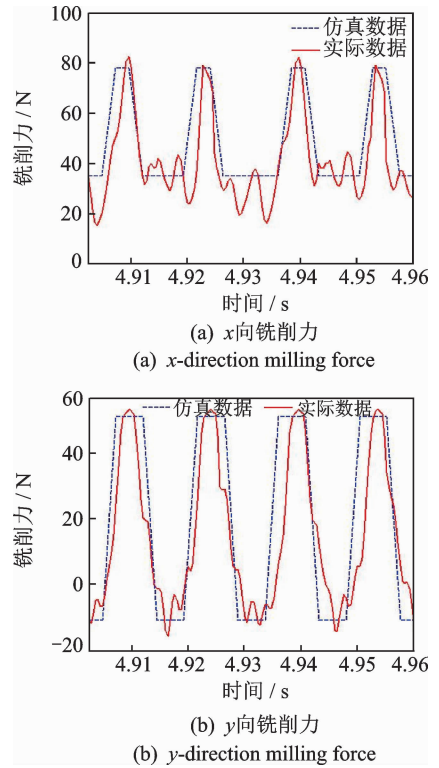 100
80
60
40
20
0
铣削力 / N
仿真数据
实际数据
4.91 4.92 4.93 4.94 4.95 4.96
时间 / s
(a) x向铣削力
(a) x-direction milling force
60
40
20
0
−20
铣削力 / N
仿真数据 实际数据
4.91 4.92 4.93 4.94 4.95 4.96
时间 / s
(b) y向铣削力
(b) y-direction milling force